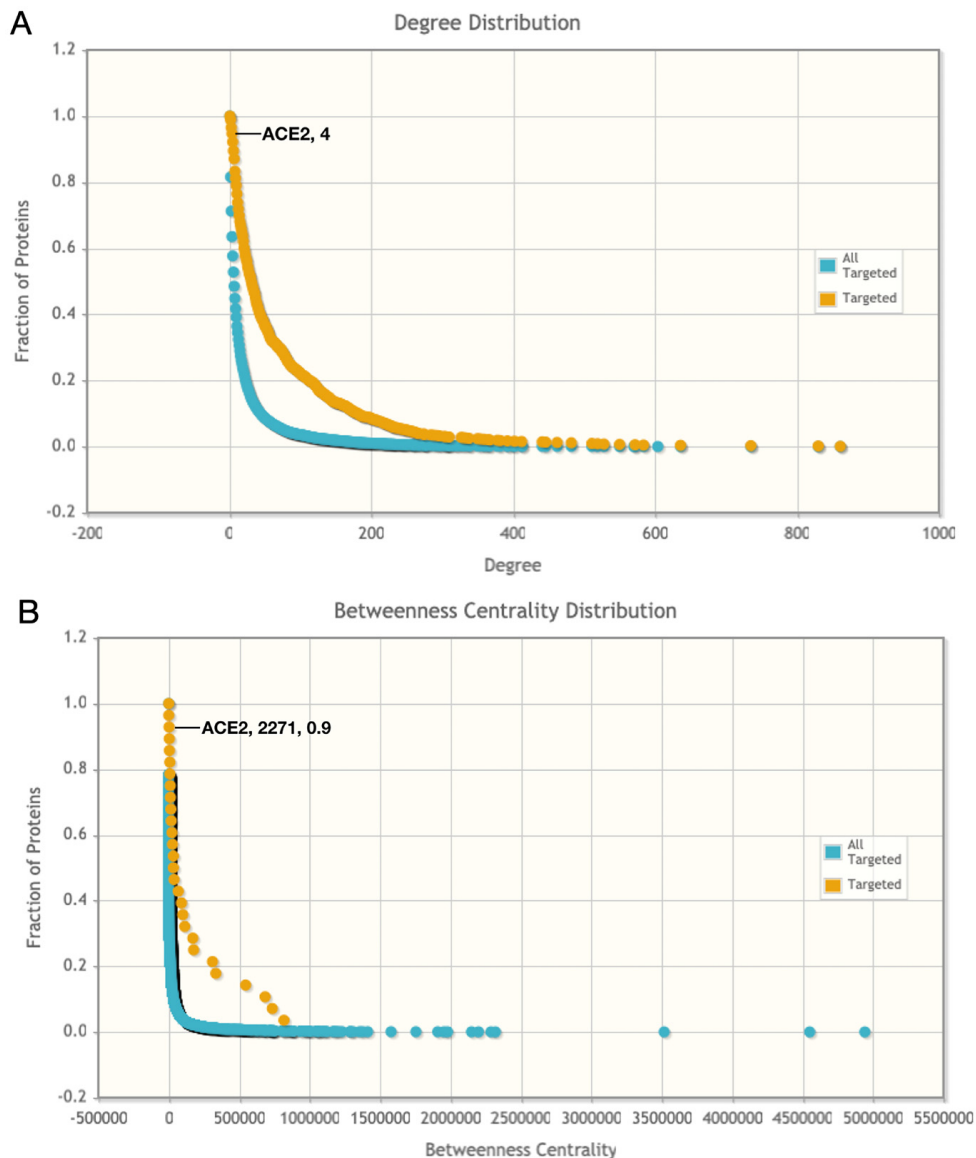 A
Degree Distribution
1.2
1.0
0.8
0.6
0.4
0.2
0.0
-0.2
Fraction of Proteins
ACE2, 4
All
Targeted
Targeted
-200
0
200
400
600
800
1000
Degree
B
Betweenness Centrality Distribution
1.2
1.0
0.8
0.6
0.4
0.2
0.0
-0.2
Fraction of Proteins
ACE2, 2271, 0.9
All
Targeted
Targeted
-500000
0
500000
1000000
1500000
2000000
2500000
3000000
3500000
4000000
4500000
5000000
5500000
Betweenness Centrality